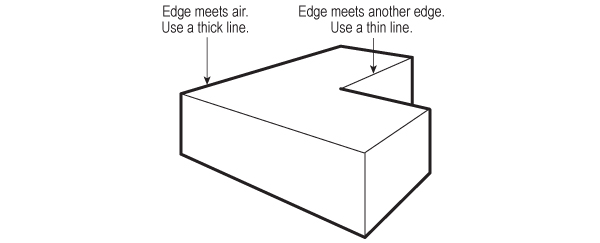 Edge meets air.
Use a thick line.
Edge meets another edge.
Use a thin line.